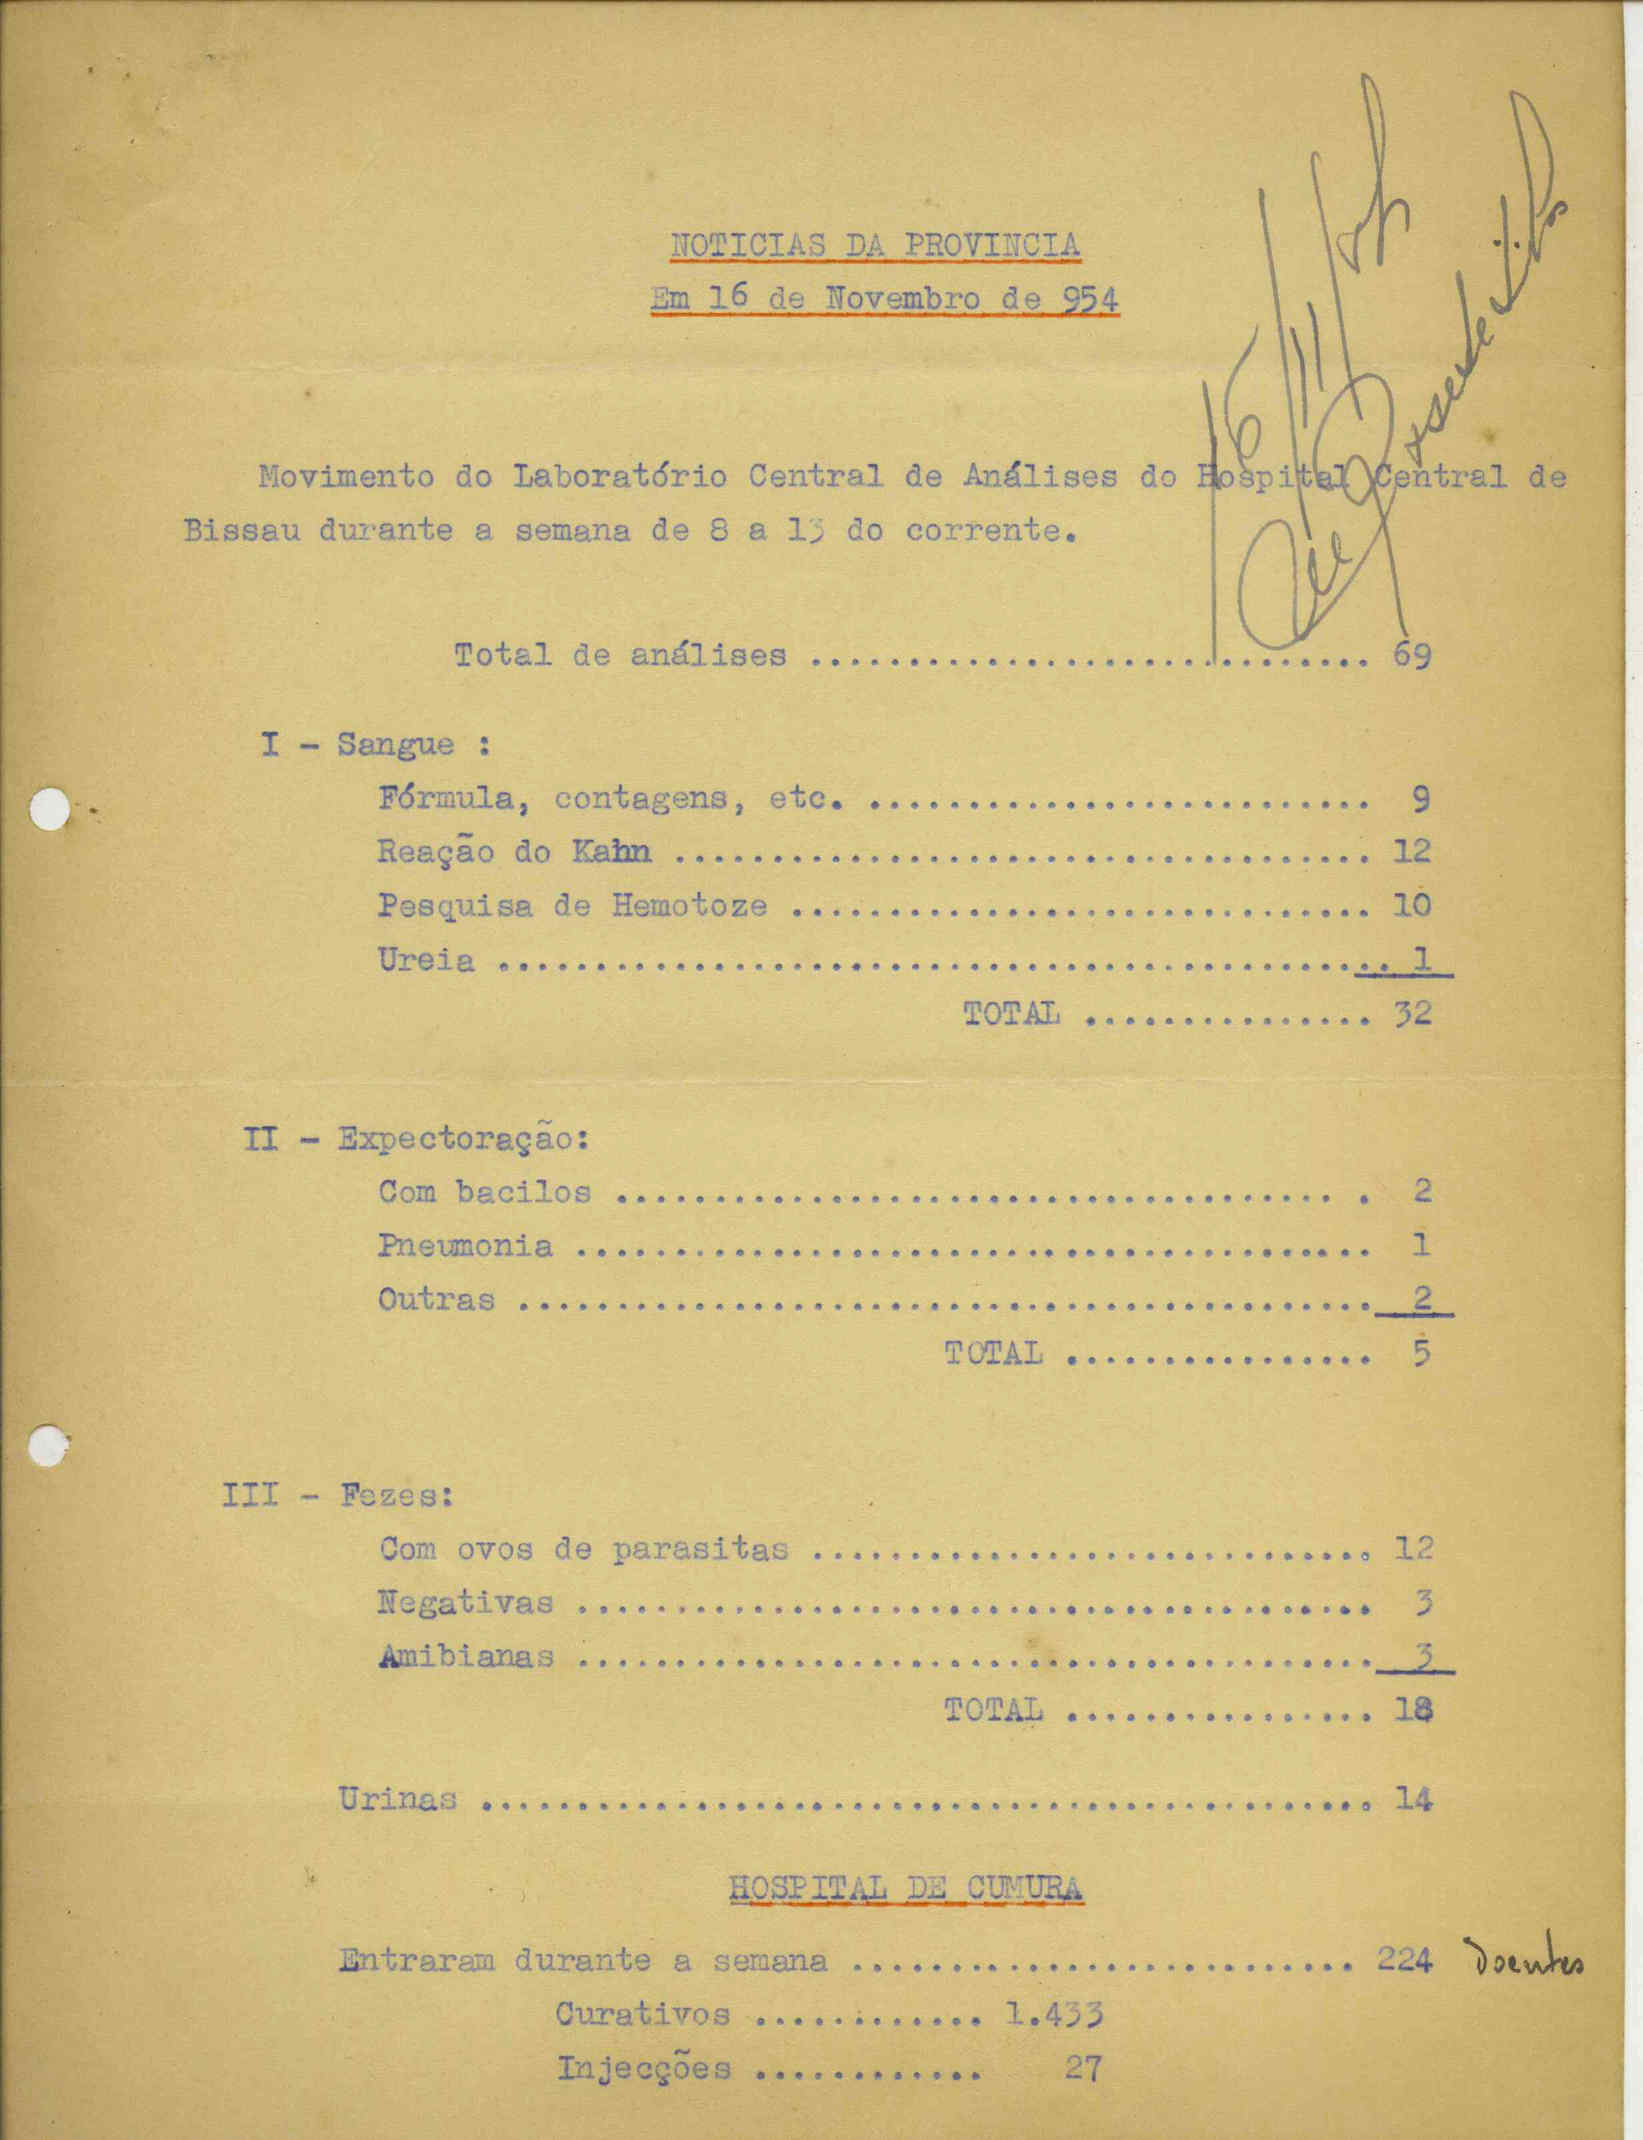 NOTICIAS DA PROVINCIA
Em 16 de Novembro de 954
16/11/
Movimento do Laboratório Central de Análises do Hospital Central de
Bissau durante a semana de 8 a 13 do corrente.
Total de análises ............................. 69
I - Sangue :
Fórmula, contagens, etc. .......................... 9
Reação do Kahn .................................... 12
Pesquisa de Hemotoze .............................. 10
Ureia .............................................. 1
TOTAL ............... 32
II - Expectoração:
Com bacilos ..................................... . 2
Pneumonia ......................................... 1
Outras ............................................ 2
TOTAL ................ 5
III - Fezes:
Com ovos de parasitas ............................. 12
Negativas ......................................... 3
Amibianas ......................................... 3
TOTAL ................ 18
Urinas .............................................. 14
HOSPITAL DE CUMURA
Entraram durante a semana .......................... 224 Doentes
Curativos ............ 1.433
Injecções ............ 27